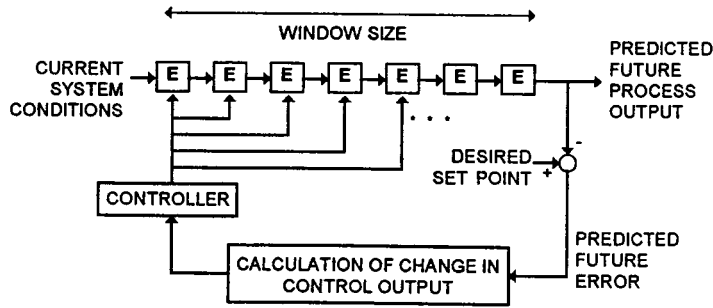 WINDOW SIZE
CURRENT
SYSTEM
CONDITIONS
E E E E E E E
PREDICTED
FUTURE
PROCESS
OUTPUT
. . .
-
DESIRED
SET POINT
+
CONTROLLER
CALCULATION OF CHANGE IN
CONTROL OUTPUT
PREDICTED
FUTURE
ERROR